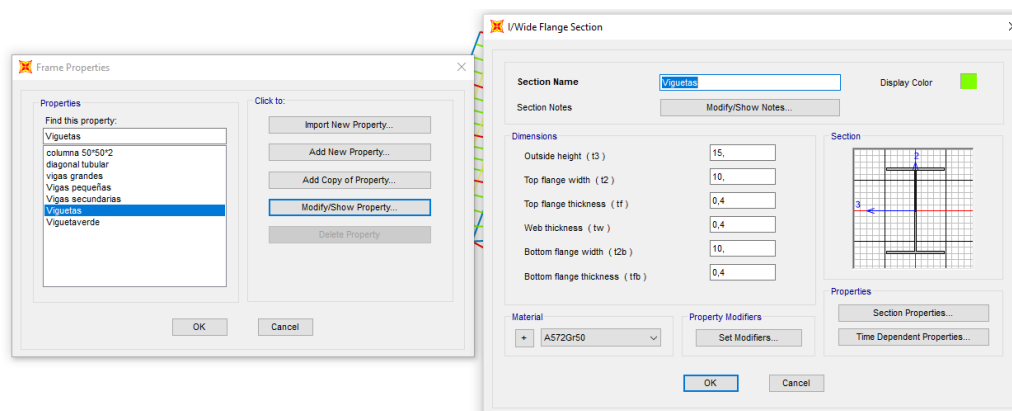 Frame Properties
Properties
Find this property:
Viguetas
columna 50*50*2
diagonal tubular
vigas grandes
Vigas pequeñas
Vigas secundarias
Viguetas
Viguetaverde
Click to:
Import New Property...
Add New Property...
Add Copy of Property...
Modify/Show Property...
Delete Property
OK
Cancel
I/Wide Flange Section
Section Name
Viguetas
Display Color
Section Notes
Modify/Show Notes...
Dimensions
Outside height ( t3 )
15,
Top flange width ( t2 )
10,
Top flange thickness ( tf )
0,4
Web thickness ( tw )
0,4
Bottom flange width ( t2b )
10,
Bottom flange thickness ( tfb )
0,4
Section
2
3
Properties
Section Properties...
Time Dependent Properties...
Material
+
A572Gr50
Property Modifiers
Set Modifiers...
OK
Cancel